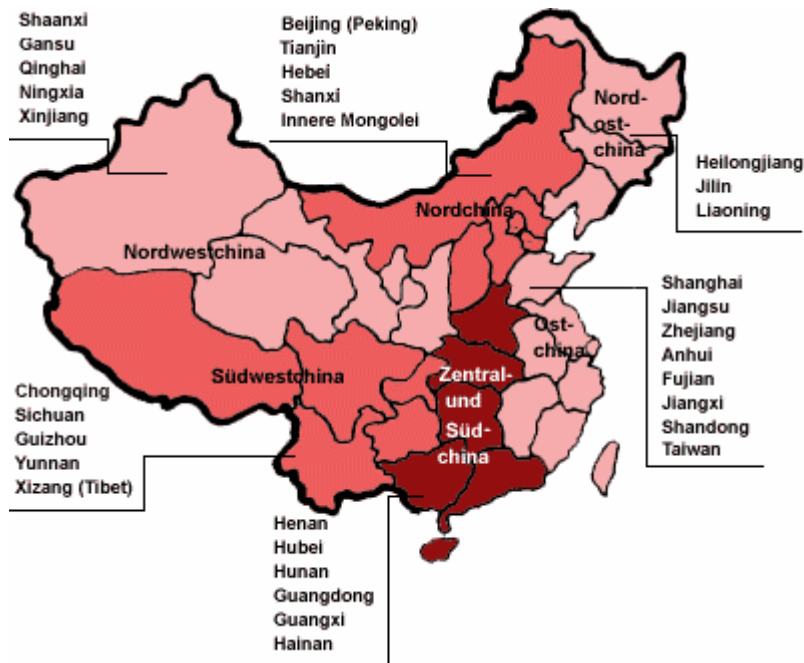 Shaanxi
Gansu
Qinghai
Ningxia
Xinjiang
Beijing (Peking)
Tianjin
Hebei
Shanxi
Innere Mongolei
Nord-
ost-
china
Heilongjiang
Jilin
Liaoning
Nordchina
Nordwestchina
Shanghai
Jiangsu
Zhejiang
Anhui
Fujian
Jiangxi
Shandong
Taiwan
Ost-
china
Südwestchina
Zentral-
und
Süd-
china
Chongqing
Sichuan
Guizhou
Yunnan
Xizang (Tibet)
Henan
Hubei
Hunan
Guangdong
Guangxi
Hainan